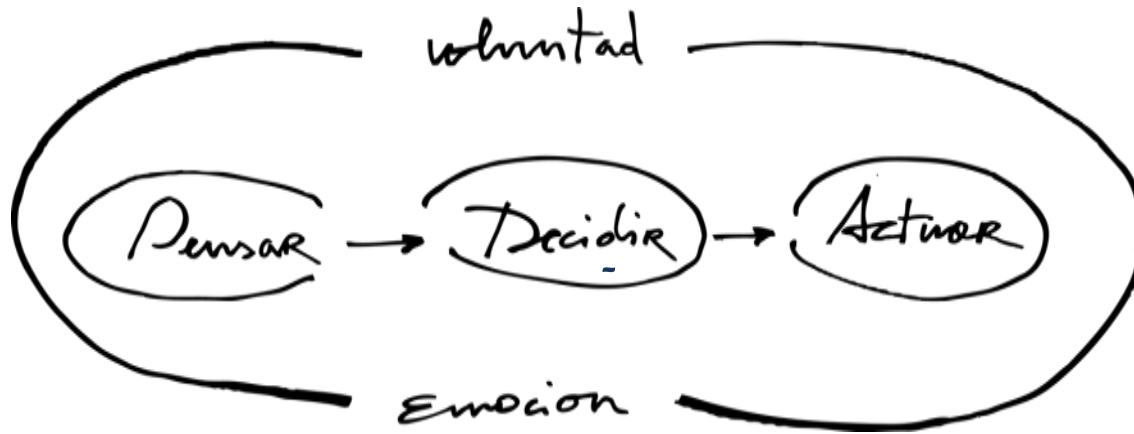 voluntad
Pensar → Decidir → Actuar
Emocion